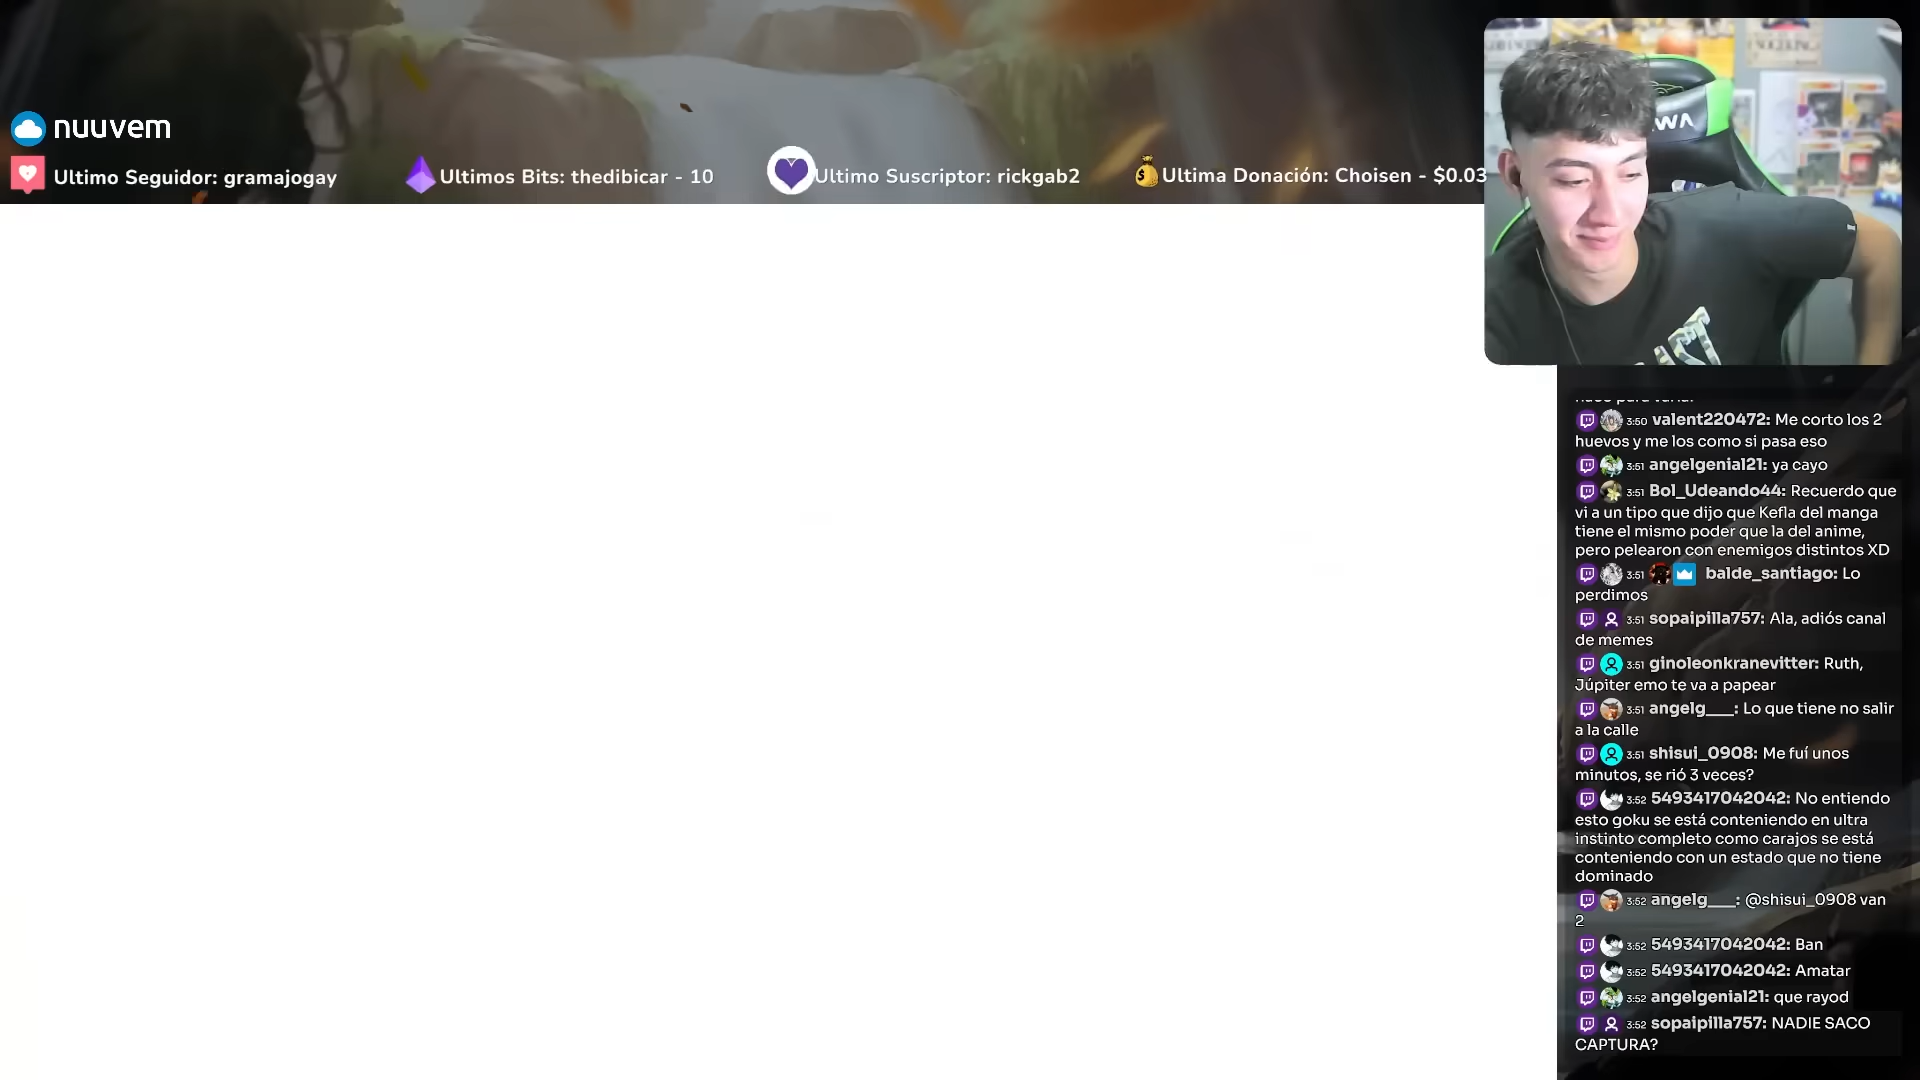 nuuvem
Ultimo Seguidor: gramajogay
Ultimos Bits: thedibicar - 10
Ultimo Suscriptor: rickgab2
Ultima Donación: Choisen - $0.03
3:50 valent220472: Me corto los 2
huevos y me los como si pasa eso
3:51 angelgenial21: ya cayo
3:51 Bol_Udeando44: Recuerdo que
vi a un tipo que dijo que Kefla del manga
tiene el mismo poder que la del anime,
pero pelearon con enemigos distintos XD
3:51 balde_santiago: Lo
perdimos
3:51 sopaipilla757: Ala, adiós canal
de memes
3:51 ginoleonkranevitter: Ruth,
Júpiter emo te va a papear
3:51 angelg___: Lo que tiene no salir
a la calle
3:51 shisui_0908: Me fuí unos
minutos, se rió 3 veces?
3:52 5493417042042: No entiendo
esto goku se está conteniendo en ultra
instinto completo como carajos se está
conteniendo con un estado que no tiene
dominado
3:52 angelg___: @shisui_0908 van
2
3:52 5493417042042: Ban
3:52 5493417042042: Amatar
3:52 angelgenial21: que rayod
3:52 sopaipilla757: NADIE SACO
CAPTURA?